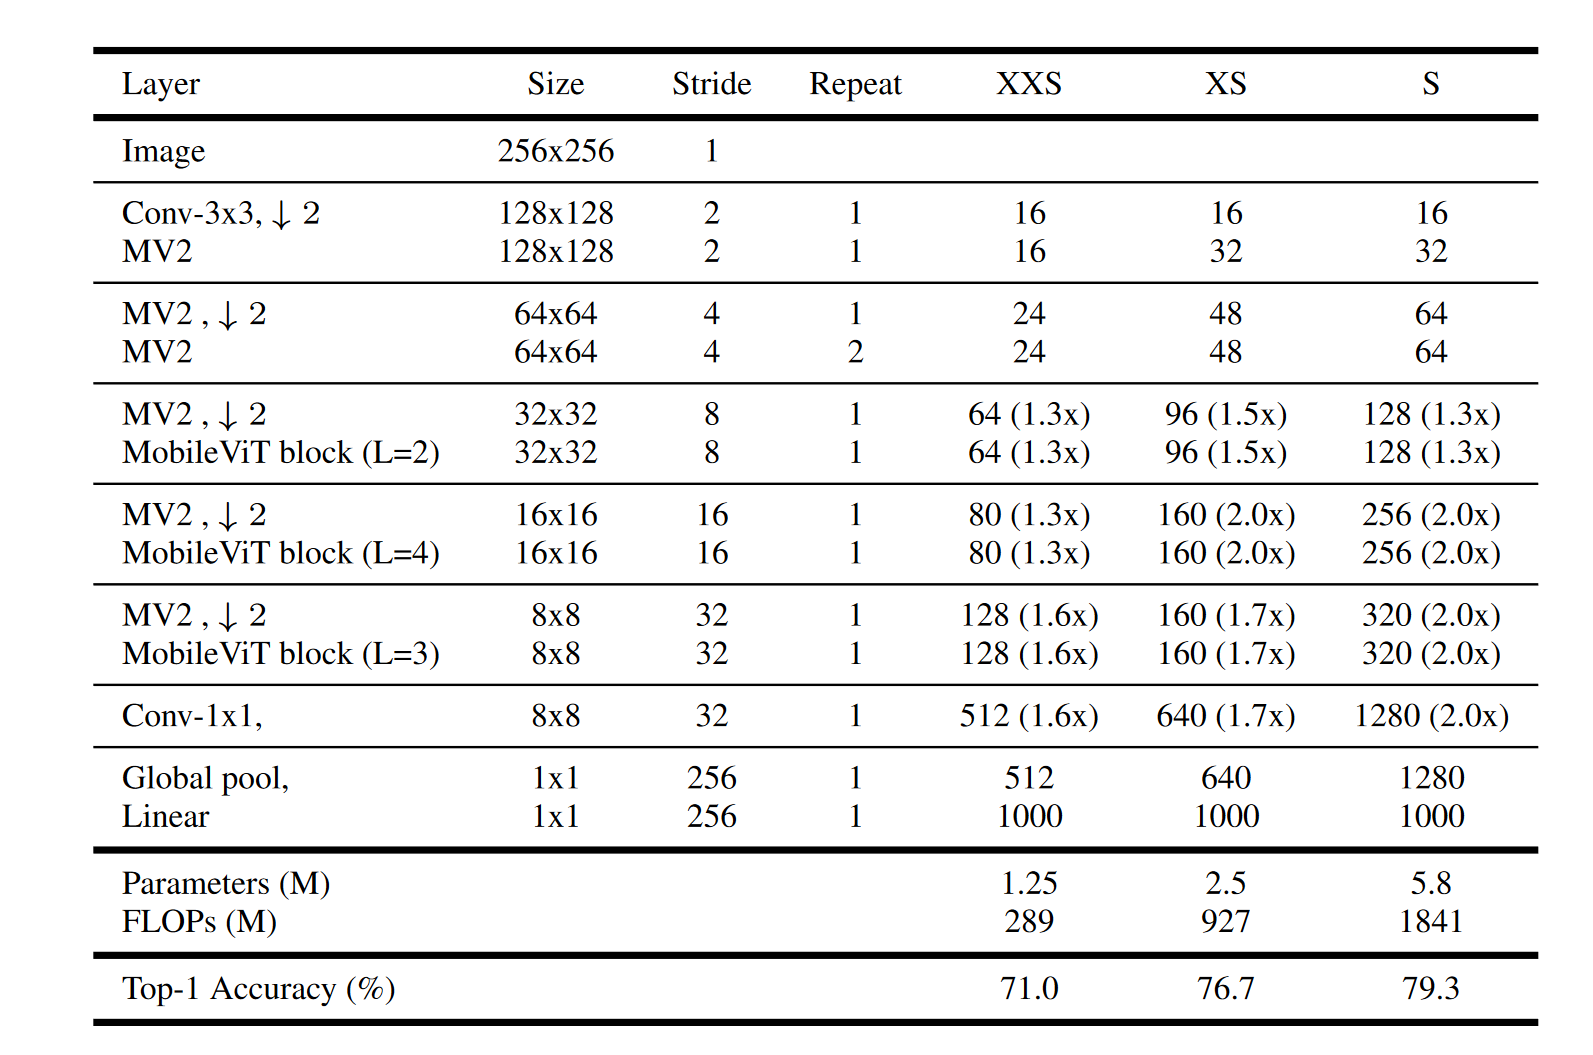 Layer Size Stride Repeat XXS XS S
Image 256x256 1
Conv-3x3, ↓ 2 128x128 2 1 16 16 16
MV2 128x128 2 1 16 32 32
MV2 , ↓ 2 64x64 4 1 24 48 64
MV2 64x64 4 2 24 48 64
MV2 , ↓ 2 32x32 8 1 64 (1.3x) 96 (1.5x) 128 (1.3x)
MobileViT block (L=2) 32x32 8 1 64 (1.3x) 96 (1.5x) 128 (1.3x)
MV2 , ↓ 2 16x16 16 1 80 (1.3x) 160 (2.0x) 256 (2.0x)
MobileViT block (L=4) 16x16 16 1 80 (1.3x) 160 (2.0x) 256 (2.0x)
MV2 , ↓ 2 8x8 32 1 128 (1.6x) 160 (1.7x) 320 (2.0x)
MobileViT block (L=3) 8x8 32 1 128 (1.6x) 160 (1.7x) 320 (2.0x)
Conv-1x1, 8x8 32 1 512 (1.6x) 640 (1.7x) 1280 (2.0x)
Global pool, 1x1 256 1 512 640 1280
Linear 1x1 256 1 1000 1000 1000
Parameters (M) 1.25 2.5 5.8
FLOPs (M) 289 927 1841
Top-1 Accuracy (%) 71.0 76.7 79.3